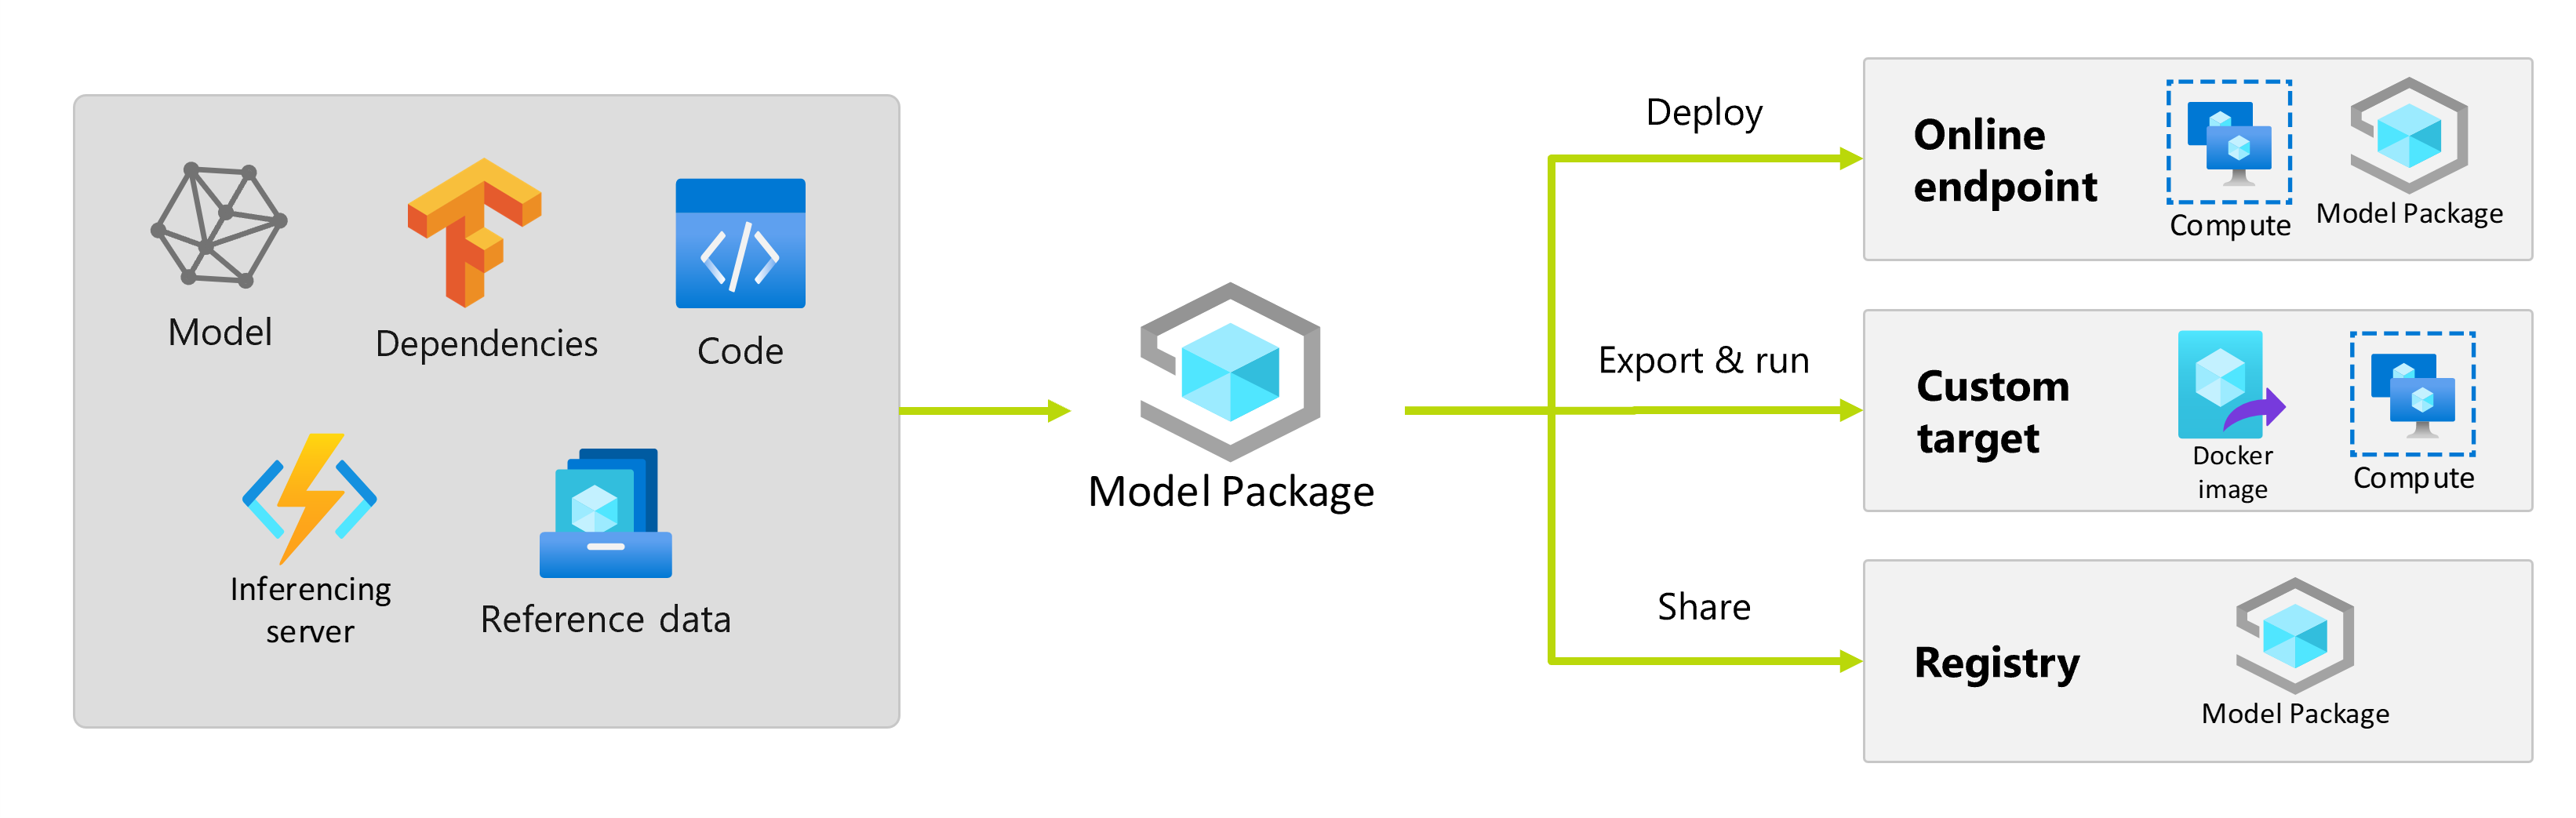 Model
Dependencies
Code
Inferencing
server
Reference data
Model Package
Deploy
Export & run
Share
Online
endpoint
Compute
Model Package
Custom
target
Docker
image
Compute
Registry
Model Package